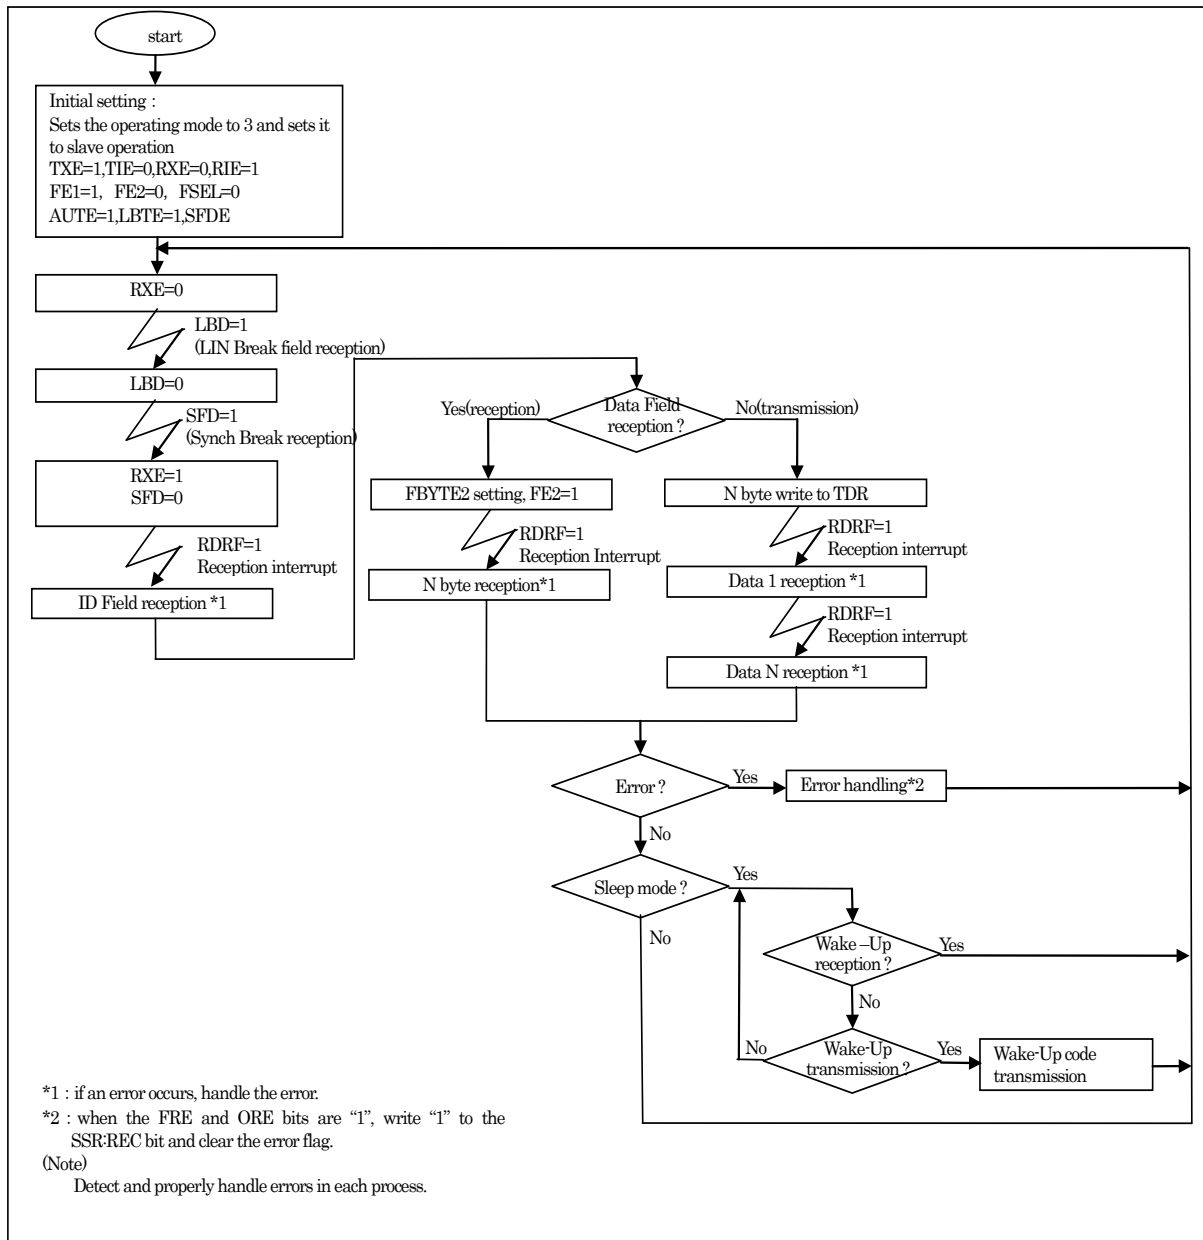 start
Initial setting :
Sets the operating mode to 3 and sets it
to slave operation
TXE=1,TIE=0,RXE=0,RIE=1
FE1=1, FE2=0, FSEL=0
AUTE=1,LBTE=1,SFDE
RXE=0
LBD=1
(LIN Break field reception)
LBD=0
SFD=1
(Synch Break reception)
RXE=1
SFD=0
RDRF=1
Reception interrupt
ID Field reception *1
Data Field
reception ?
Yes(reception)
No(transmission)
FBYTE2 setting, FE2=1
RDRF=1
Reception Interrupt
N byte reception*1
N byte write to TDR
RDRF=1
Reception interrupt
Data 1 reception *1
RDRF=1
Reception interrupt
Data N reception *1
Error ?
Yes
Error handling*2
No
Sleep mode ?
Yes
No
Wake –Up
reception ?
Yes
No
Wake-Up
transmission ?
No
Yes
Wake-Up code
transmission
*1 : if an error occurs, handle the error.
*2 : when the FRE and ORE bits are “1”, write “1” to the
SSR:REC bit and clear the error flag.
(Note)
Detect and properly handle errors in each process.